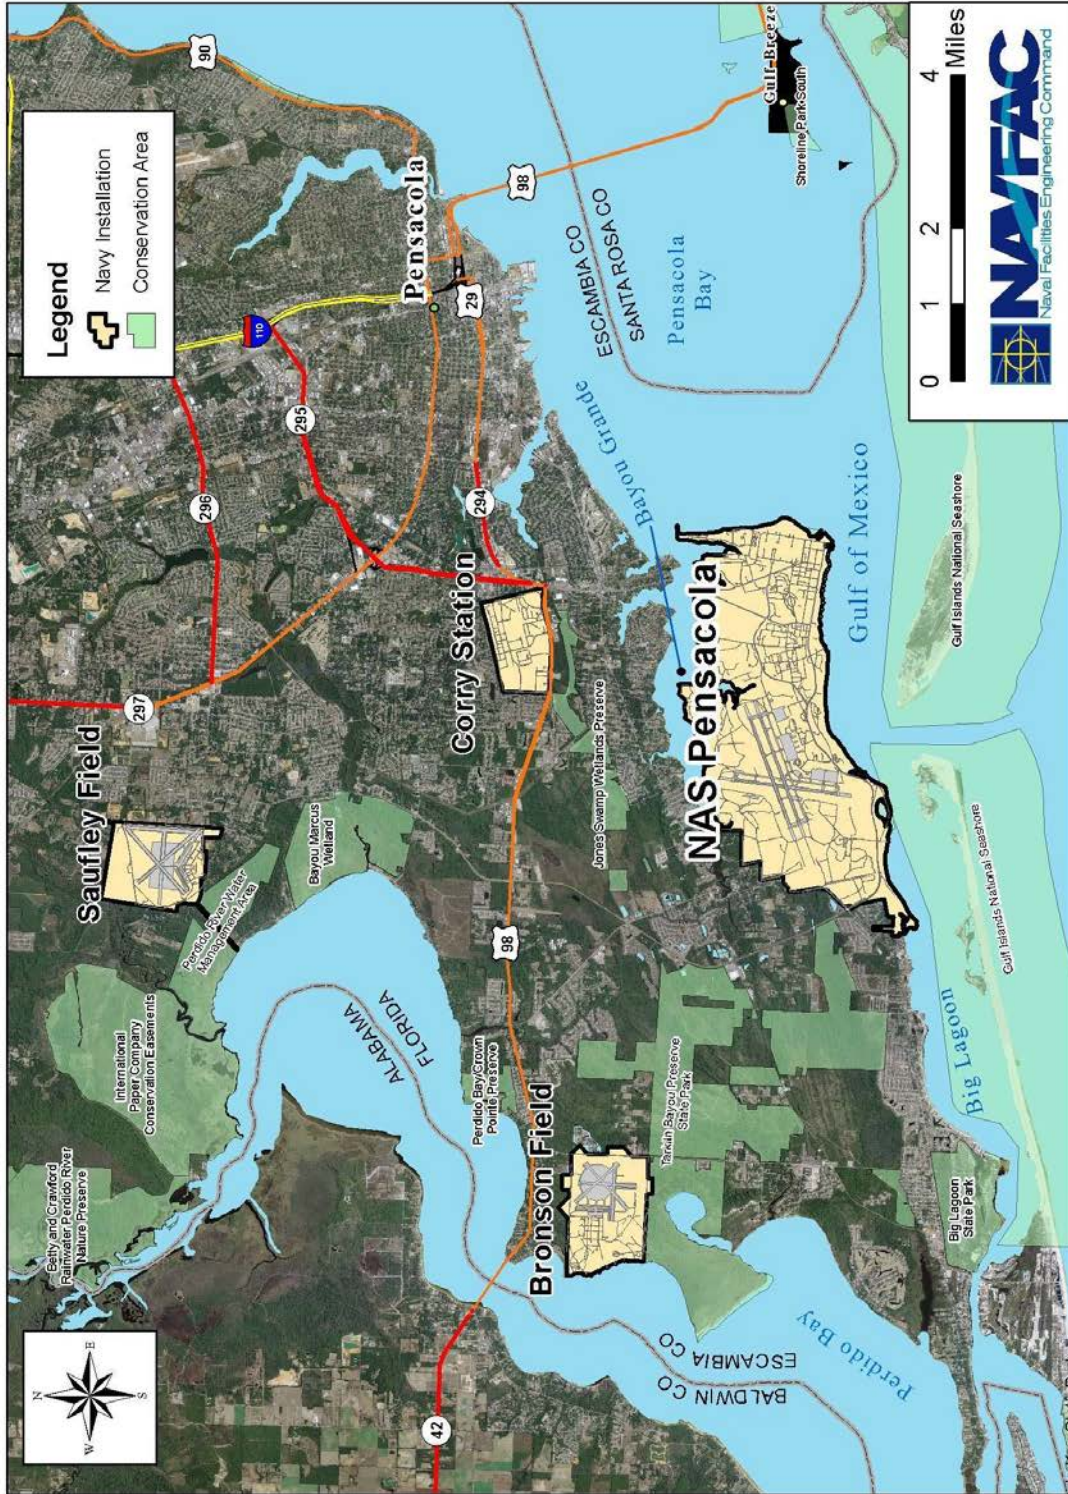 Legend
Navy Installation
Conservation Area
N
E
S
W
Betty and Crawford
Rainwater Perdido River
Nature Preserve
International
Paper Company
Conservation Easements
Saufley Field
Perdido River Water
Management Area
Bayou Marcus
Wetland
297
296
295
110
90
Pensacola
29
294
Corry Station
98
42
ALABAMA
FLORIDA
Perdido Bay/Crown
Pointe Preserve
98
Bronson Field
Jones Swamp Wetlands Preserve
Tarkiln Bayou Preserve
State Park
NAS Pensacola
Bayou Grande
ESCAMBIA CO
SANTA ROSA CO
Pensacola
Bay
Gulf Breeze
Shoreline Park South
BALDWIN CO
ESCAMBIA CO
Perdido Bay
Big Lagoon
State Park
Big Lagoon
Gulf Islands National Seashore
Gulf of Mexico
Gulf Islands National Seashore
0 1 2 4
Miles
NAVFAC
Naval Facilities Engineering Command